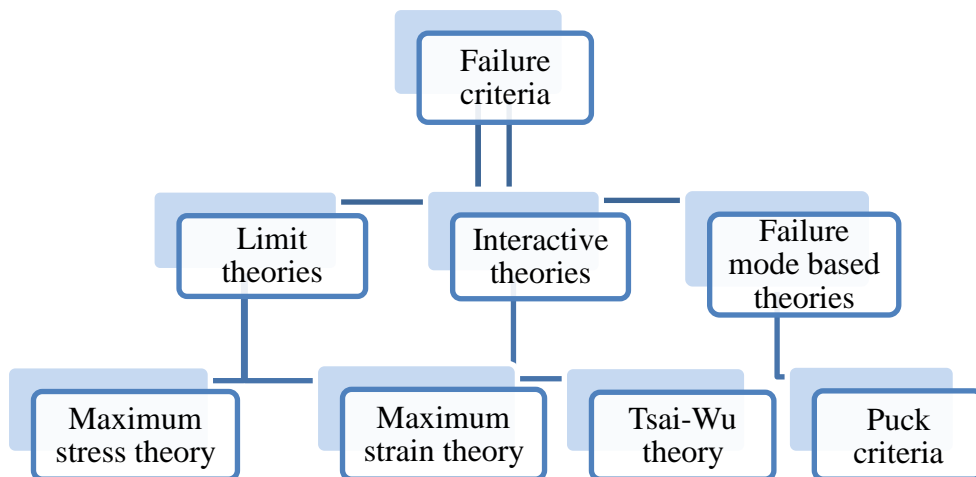 Failure
criteria
Limit
theories
Interactive
theories
Failure
mode based
theories
Maximum
stress theory
Maximum
strain theory
Tsai-Wu
theory
Puck
criteria